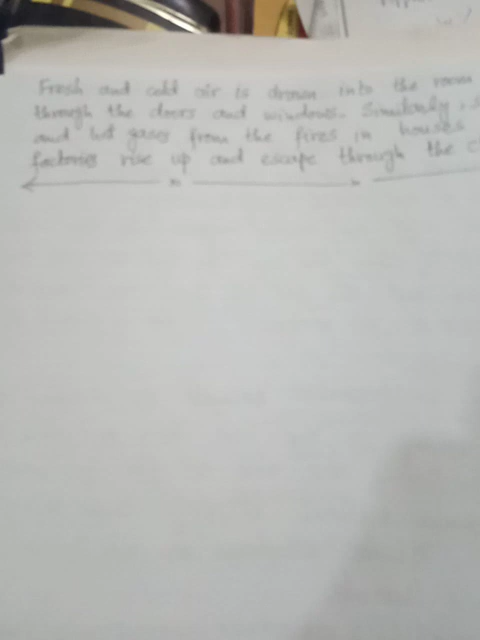 Fresh and cold air is drawn into the room
through the doors and windows. Similarly, s
and hot gases from the fires in houses
factories rise up and escape through the c